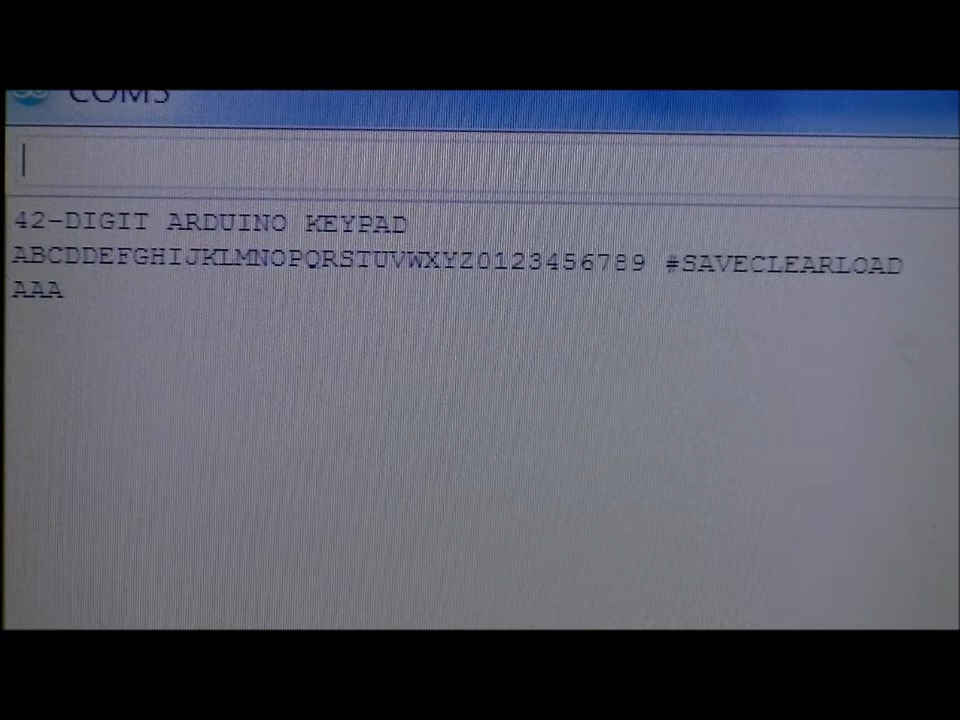 COM5
42-DIGIT ARDUINO KEYPAD
ABCDDEFGHIJKLMNOPQRSTUVWXYZ0123456789 #SAVECLEARLOAD
AAA